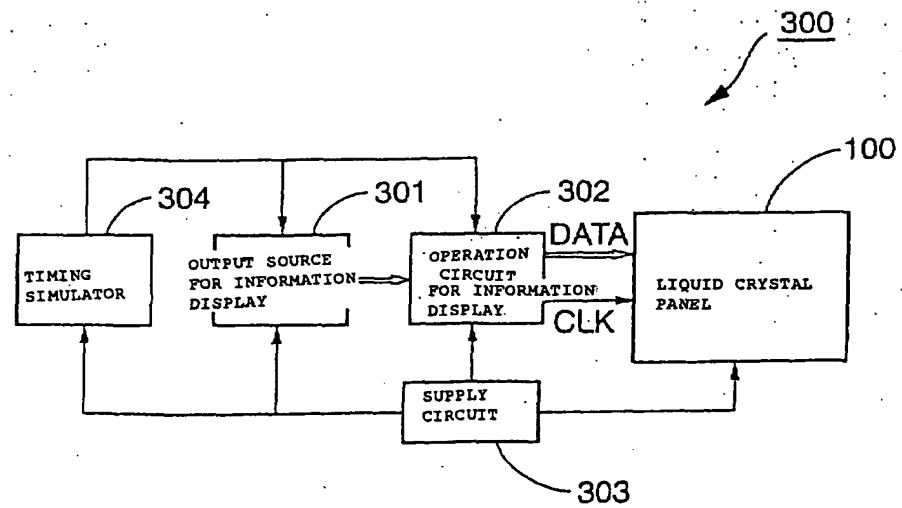 300
100
304
301
302
DATA
TIMING
SIMULATOR
OUTPUT SOURCE
FOR INFORMATION
DISPLAY
OPERATION
CIRCUIT
FOR INFORMATION
DISPLAY.
CLK
LIQUID CRYSTAL
PANEL
SUPPLY
CIRCUIT
303